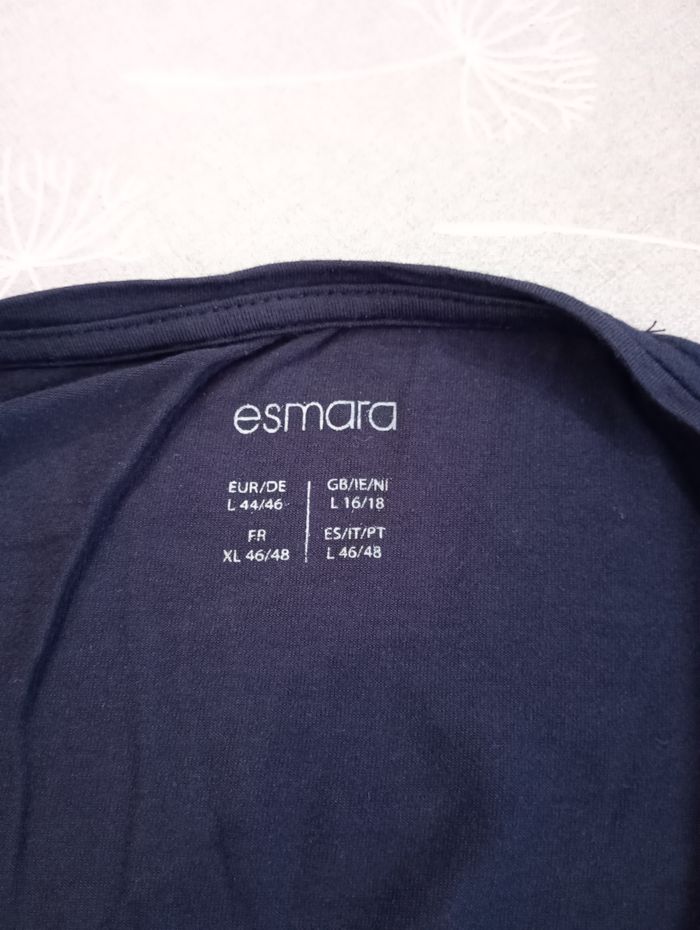 esmara
EUR/DE
L 44/46
GB/IE/NI
L 16/18
FR
XL 46/48
ES/IT/PT
L 46/48